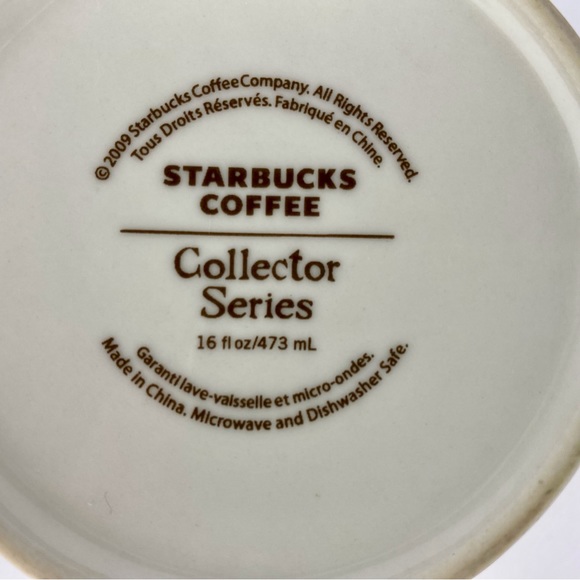 ©2009 Starbucks Coffee Company. All Rights Reserved.
Tous Droits Réservés. Fabriqué en Chine.
STARBUCKS
COFFEE
Collector
Series
16 fl oz/473 mL
Garanti lave-vaisselle et micro-ondes.
Made in China. Microwave and Dishwasher Safe.